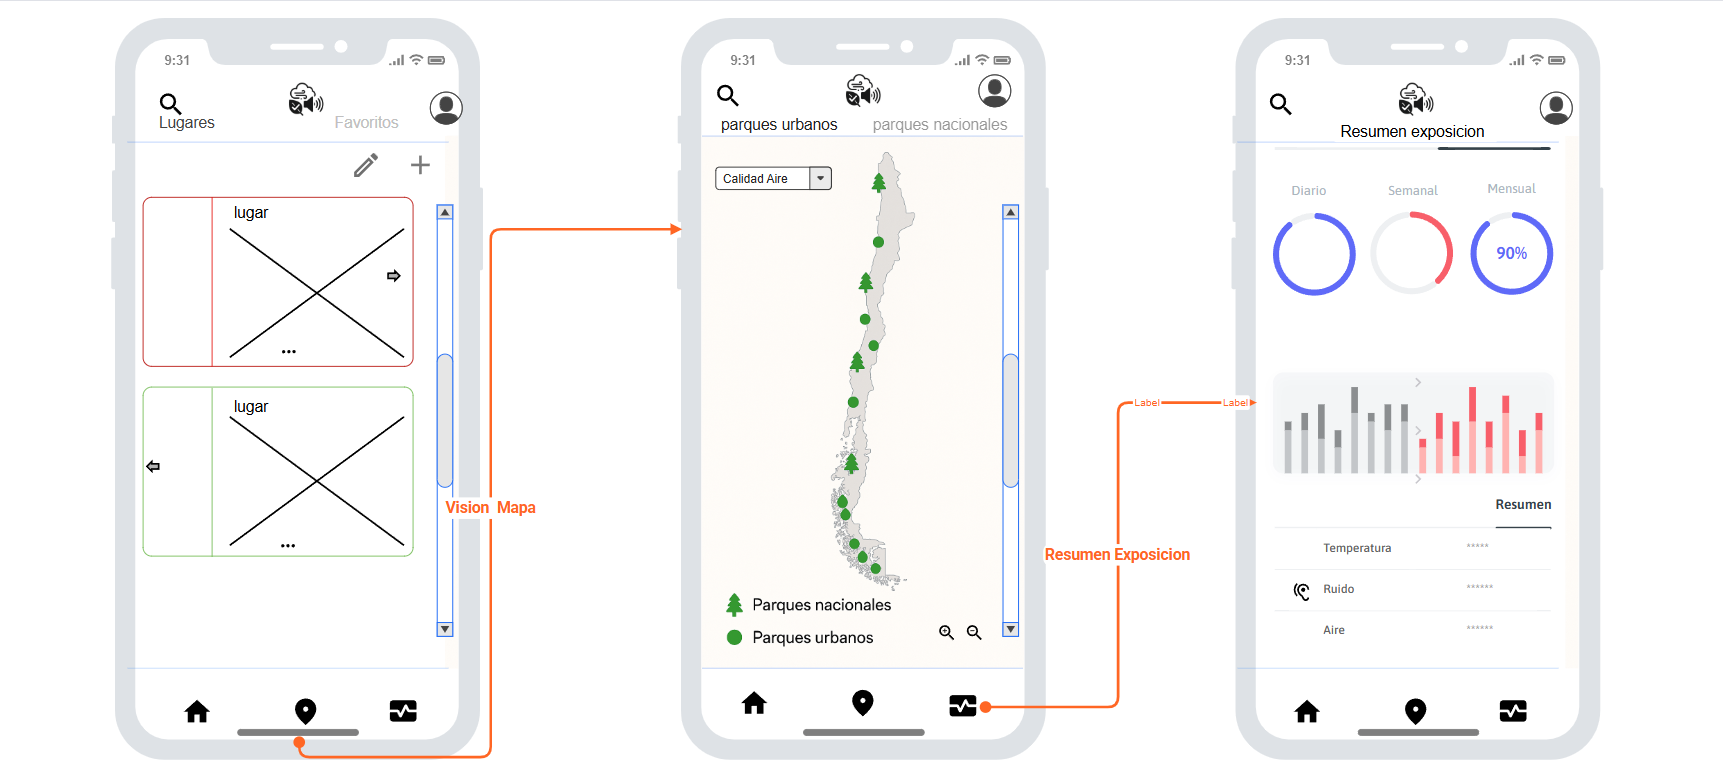 9:31
Lugares
Favoritos
lugar
...
lugar
...
Vision Mapa
9:31
parques urbanos
parques nacionales
Calidad Aire
Parques nacionales
Parques urbanos
Resumen Exposicion
Label
Label
9:31
Resumen exposicion
Diario
Semanal
Mensual
90%
Resumen
Temperatura *****
Ruido ******
Aire ******